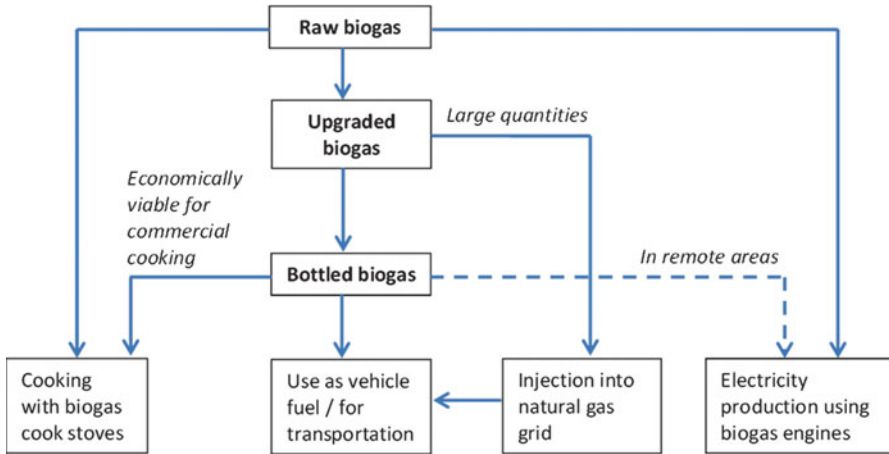 Raw biogas
Upgraded
biogas
Large quantities
Economically
viable for
commercial
cooking
Bottled biogas
In remote areas
Cooking
with biogas
cook stoves
Use as vehicle
fuel / for
transportation
Injection into
natural gas
grid
Electricity
production using
biogas engines